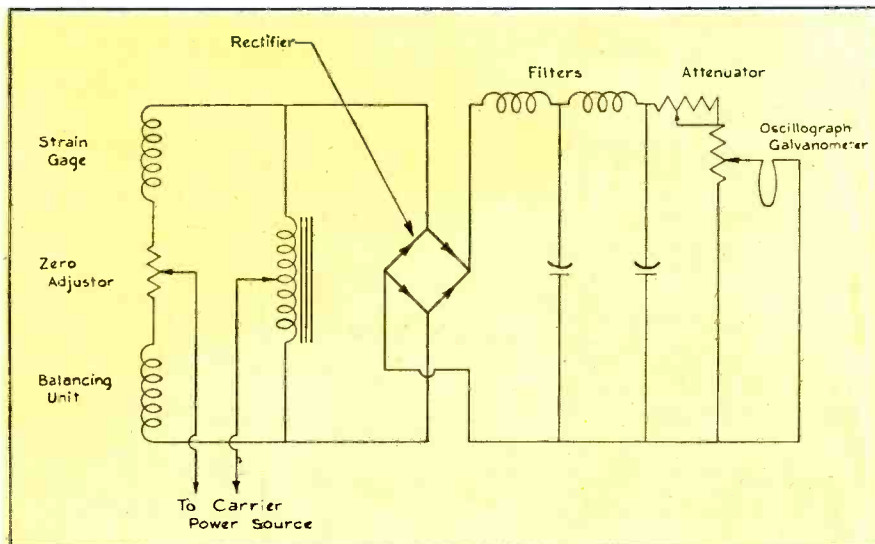 Rectifier
Filters
Attenuator
Strain
Gage
Oscillograph
Galvanometer
Zero
Adjustor
Balancing
Unit
To Carrier
Power Source